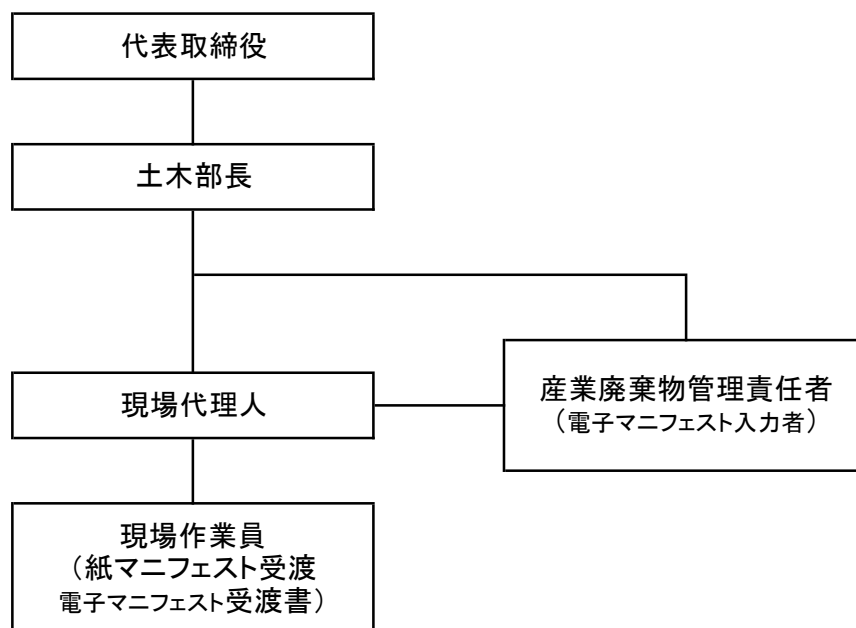 代表取締役
土木部長
現場代理人
産業廃棄物管理責任者
（電子マニフェスト入力者）
現場作業員
（紙マニフェスト受渡
電子マニフェスト受渡書）